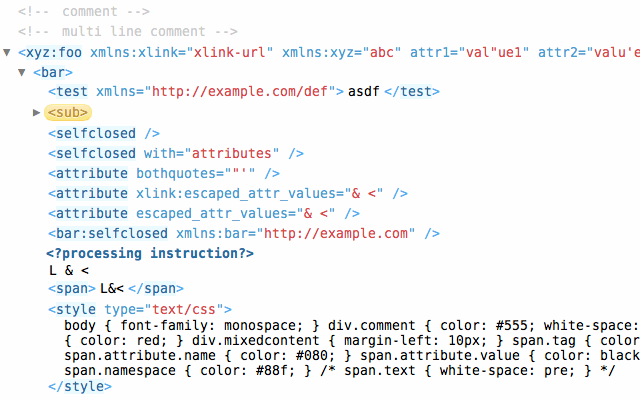 <!-- comment -->
<!-- multi line comment -->
▼ <xyz:foo xmlns:xlink="xlink-url" xmlns:xyz="abc" attr1="val"ue1" attr2="valu'e
▼ <bar>
<test xmlns="http://example.com/def"> asdf </test>
▶ <sub>
<selfclosed />
<selfclosed with="attributes" />
<attribute bothquotes=""'" />
<attribute xlink:escaped_attr_values="& <" />
<attribute escaped_attr_values="& <" />
<bar:selfclosed xmlns:bar="http://example.com" />
<?processing instruction?>
L & <
<span> L&< </span>
<style type="text/css">
body { font-family: monospace; } div.comment { color: #555; white-space:
{ color: red; } div.mixedcontent { margin-left: 10px; } span.tag { color
span.attribute.name { color: #080; } span.attribute.value { color: black
span.namespace { color: #88f; } /* span.text { white-space: pre; } */
</style>